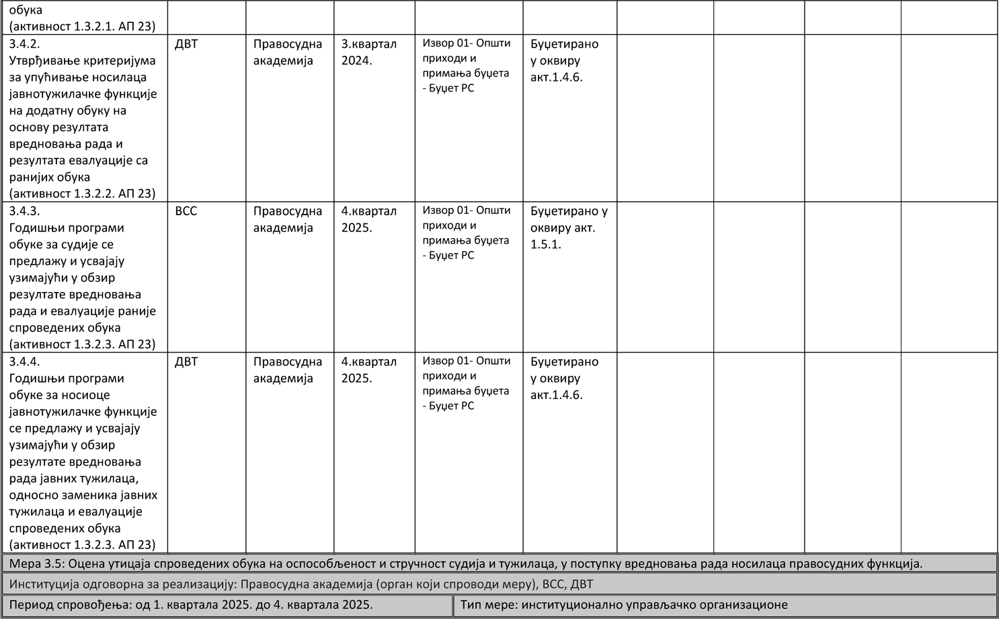 обука
(активност 1.3.2.1. АП 23)
3.4.2.
Утврђивање критеријума
за упућивање носилаца
јавнотужилачке функције
на додатну обуку на
основу резултата
вредновања рада и
резултата евалуације са
ранијих обука
(активност 1.3.2.2. АП 23)
ДВТ
Правосудна
академија
3.квартал
2024.
Извор 01- Општи
приходи и
примања буџета
- Буџет РС
Буџетирано
у оквиру
акт.1.4.6.
3.4.3.
Годишњи програми
обуке за судије се
предлажу и усвајају
узимајући у обзир
резултате вредновања
рада и евалуације раније
спроведених обука
(активност 1.3.2.3. АП 23)
ВСС
Правосудна
академија
4.квартал
2025.
Извор 01- Општи
приходи и
примања буџета
- Буџет РС
Буџетирано у
оквиру акт.
1.5.1.
3.4.4.
Годишњи програми
обуке за носиоце
јавнотужилачке функције
се предлажу и усвајају
узимајући у обзир
резултате вредновања
рада јавних тужилаца,
односно заменика јавних
тужилаца и евалуације
спроведених обука
(активност 1.3.2.3. АП 23)
ДВТ
Правосудна
академија
4.квартал
2025.
Извор 01- Општи
приходи и
примања буџета
- Буџет РС
Буџетирано
у оквиру
акт.1.4.6.
Мера 3.5: Оцена утицаја спроведених обука на оспособљеност и стручност судија и тужилаца, у поступку вредновања рада носилаца правосудних функција.
Институција одговорна за реализацију: Правосудна академија (орган који спроводи меру), ВСС, ДВТ
Период спровођења: од 1. квартала 2025. до 4. квартала 2025.
Тип мере: институционално управљачко организационе